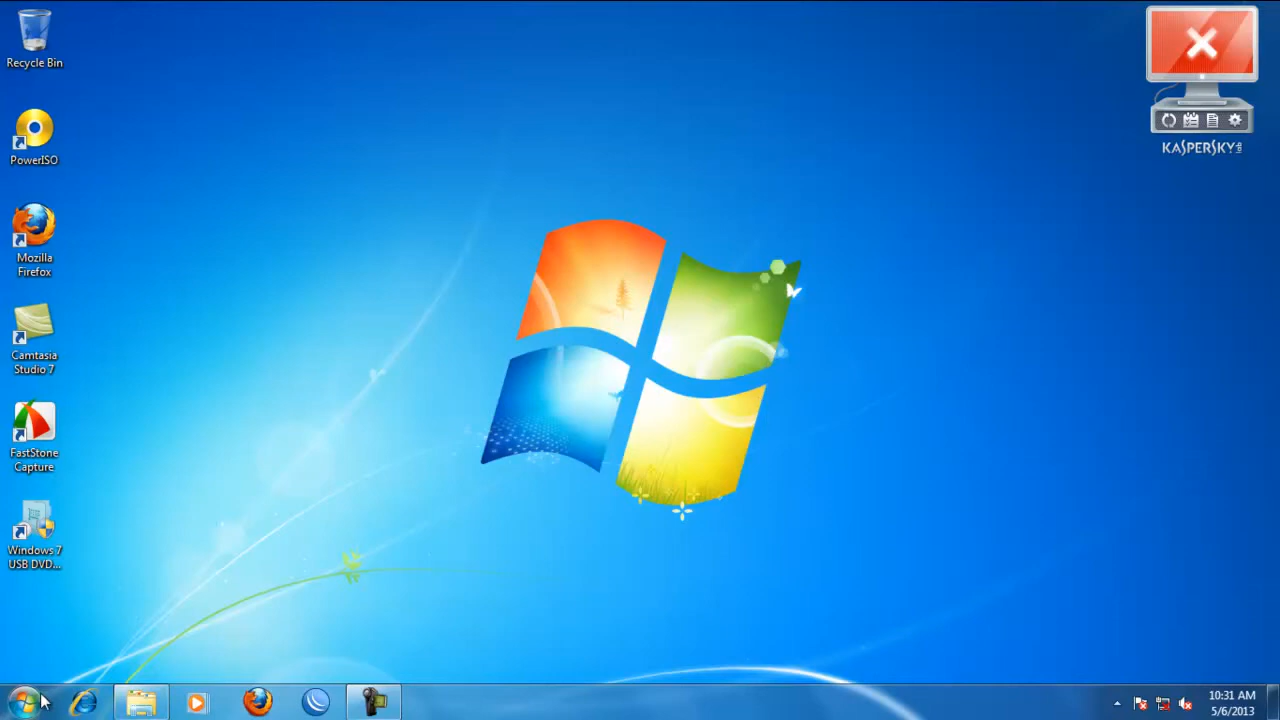 Recycle Bin
PowerISO
Mozilla
Firefox
Camtasia
Studio 7
FastStone
Capture
Windows 7
USB DVD...
KASPERSKY
10:31 AM
5/6/2013